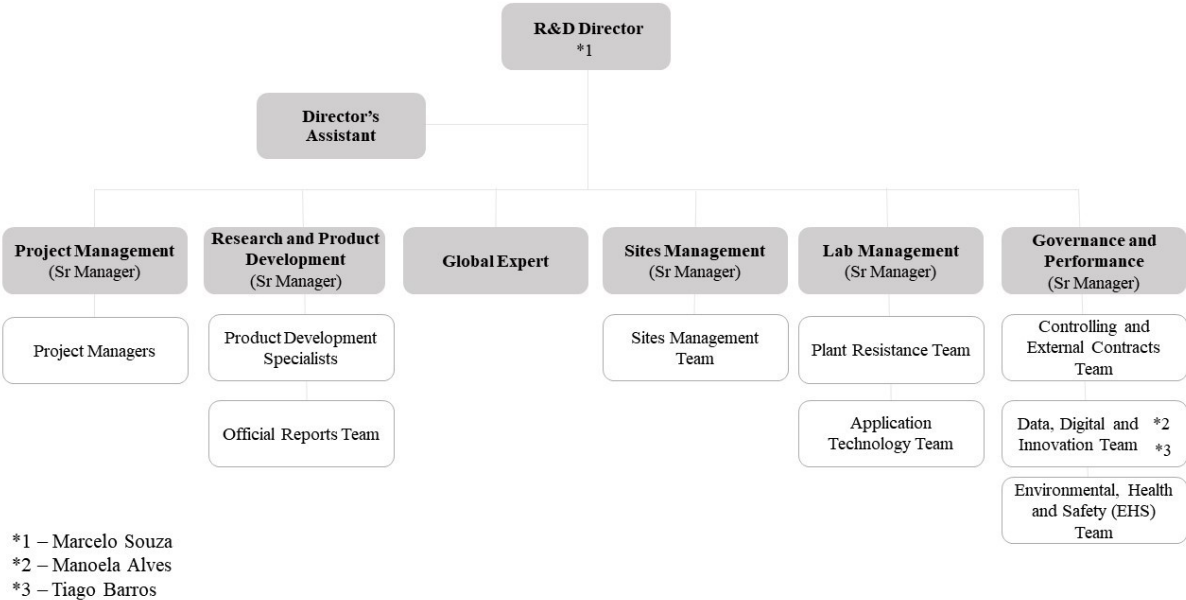 R&D Director
*1
Director's
Assistant
Project Management
(Sr Manager)
Research and Product
Development
(Sr Manager)
Global Expert
Sites Management
(Sr Manager)
Lab Management
(Sr Manager)
Governance and
Performance
(Sr Manager)
Project Managers
Product Development
Specialists
Sites Management
Team
Plant Resistance Team
Controlling and
External Contracts
Team
Official Reports Team
Application
Technology Team
Data, Digital and *2
Innovation Team *3
Environmental, Health
and Safety (EHS)
Team
*1 – Marcelo Souza
*2 – Manoela Alves
*3 – Tiago Barros